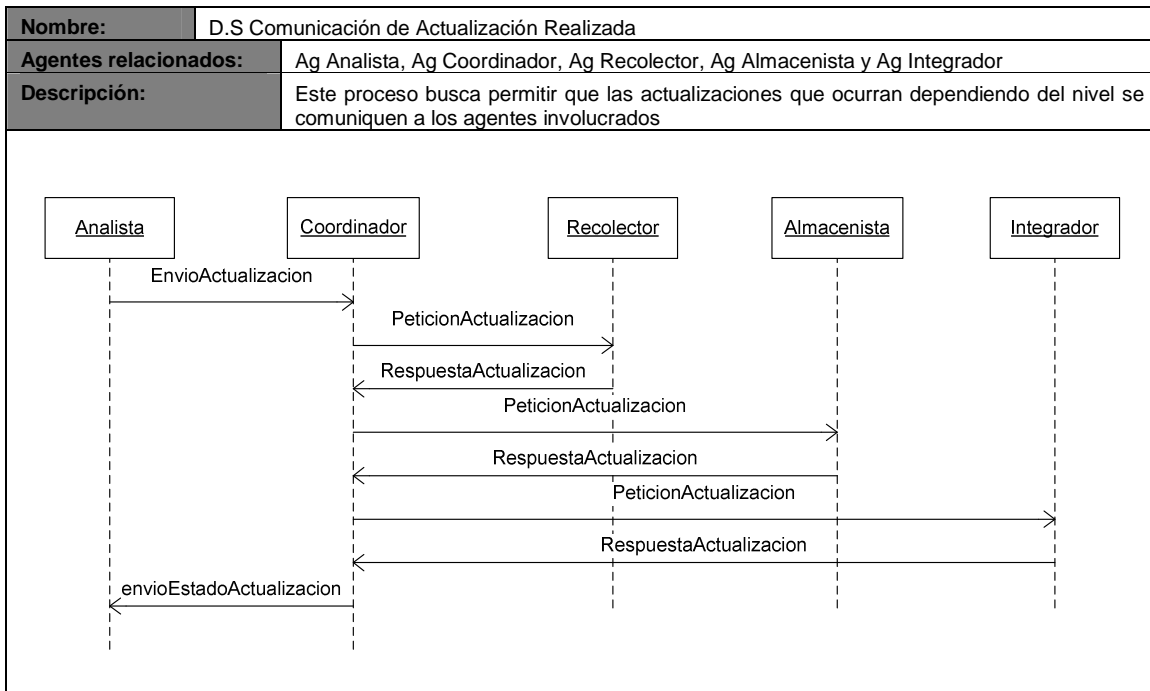 Nombre: D.S Comunicación de Actualización Realizada
Agentes relacionados: Ag Analista, Ag Coordinador, Ag Recolector, Ag Almacenista y Ag Integrador
Descripción: Este proceso busca permitir que las actualizaciones que ocurran dependiendo del nivel se
comuniquen a los agentes involucrados
Analista Coordinador Recolector Almacenista Integrador
EnvioActualizacion
PeticionActualizacion
RespuestaActualizacion
PeticionActualizacion
RespuestaActualizacion
PeticionActualizacion
RespuestaActualizacion
envioEstadoActualizacion